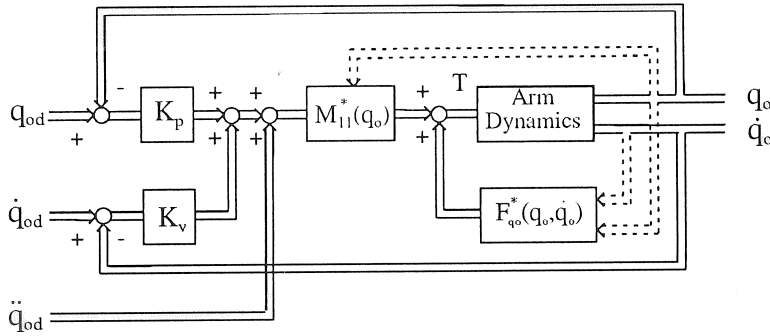 T
- + + + +
q_od K_p M*_11(q_o) Arm Dynamics q_o
+ + + + q̇_o
q̇_od K_v F*_qo(q_o,q̇_o)
+ -
q̈_od